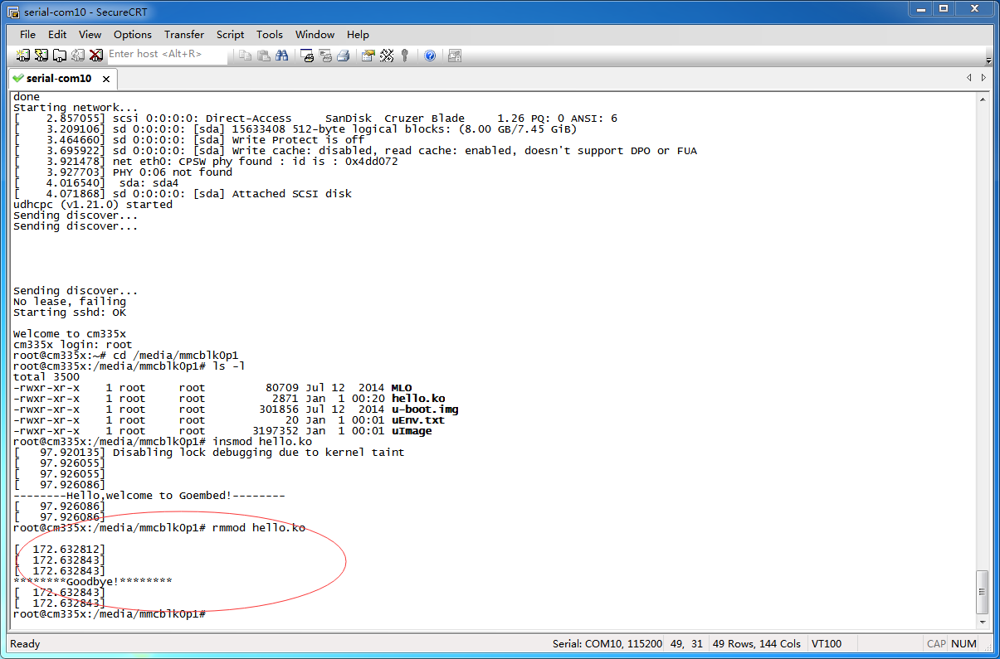 serial-com10 - SecureCRT
File Edit View Options Transfer Script Tools Window Help
Enter host <Alt+R>
serial-com10
done
Starting network...
[    2.857055] scsi 0:0:0:0: Direct-Access     SanDisk  Cruzer Blade     1.26 PQ: 0 ANSI: 6
[    3.209106] sd 0:0:0:0: [sda] 15633408 512-byte logical blocks: (8.00 GB/7.45 GiB)
[    3.464660] sd 0:0:0:0: [sda] Write Protect is off
[    3.695922] sd 0:0:0:0: [sda] Write cache: disabled, read cache: enabled, doesn't support DPO or FUA
[    3.921478] net eth0: CPSW phy found : id is : 0x4dd072
[    3.927703] PHY 0:06 not found
[    4.016540]  sda: sda4
[    4.071868] sd 0:0:0:0: [sda] Attached SCSI disk
udhcpc (v1.21.0) started
Sending discover...
Sending discover...
Sending discover...
No lease, failing
Starting sshd: OK
Welcome to cm335x
cm335x login: root
root@cm335x:~# cd /media/mmcblk0p1
root@cm335x:/media/mmcblk0p1# ls -l
total 3500
-rwxr-xr-x    1 root     root         80709 Jul 12  2014 MLO
-rwxr-xr-x    1 root     root          2871 Jan  1 00:20 hello.ko
-rwxr-xr-x    1 root     root        301856 Jul 12  2014 u-boot.img
-rwxr-xr-x    1 root     root            20 Jan  1 00:01 uEnv.txt
-rwxr-xr-x    1 root     root       3197352 Jan  1 00:01 uImage
root@cm335x:/media/mmcblk0p1# insmod hello.ko
[   97.920135] Disabling lock debugging due to kernel taint
[   97.926055]
[   97.926055]
[   97.926086]
--------Hello,welcome to Goembed!--------
[   97.926086]
[   97.926086]
root@cm335x:/media/mmcblk0p1# rmmod hello.ko
[  172.632812]
[  172.632843]
[  172.632843]
********Goodbye!********
[  172.632843]
[  172.632843]
root@cm335x:/media/mmcblk0p1#
Ready Serial: COM10, 115200 49, 31 49 Rows, 144 Cols VT100 CAP NUM